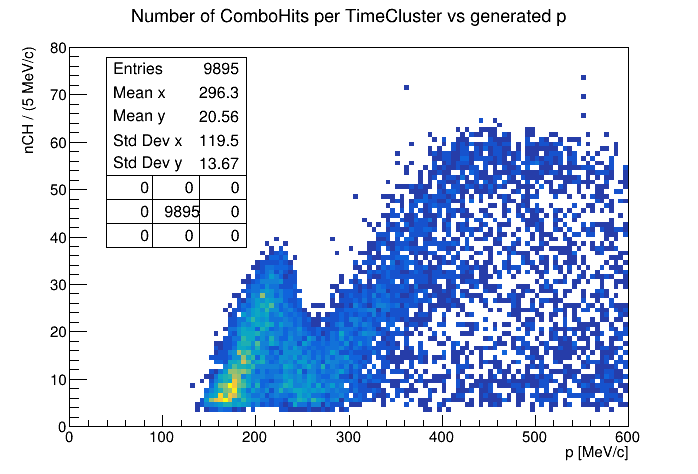 Number of ComboHits per TimeCluster vs generated p
nCH / (5 MeV/c)
80
70
60
50
40
30
20
10
0
Entries 9895
Mean x 296.3
Mean y 20.56
Std Dev x 119.5
Std Dev y 13.67
0 0 0
0 9895 0
0 0 0
0 100 200 300 400 500 600
p [MeV/c]